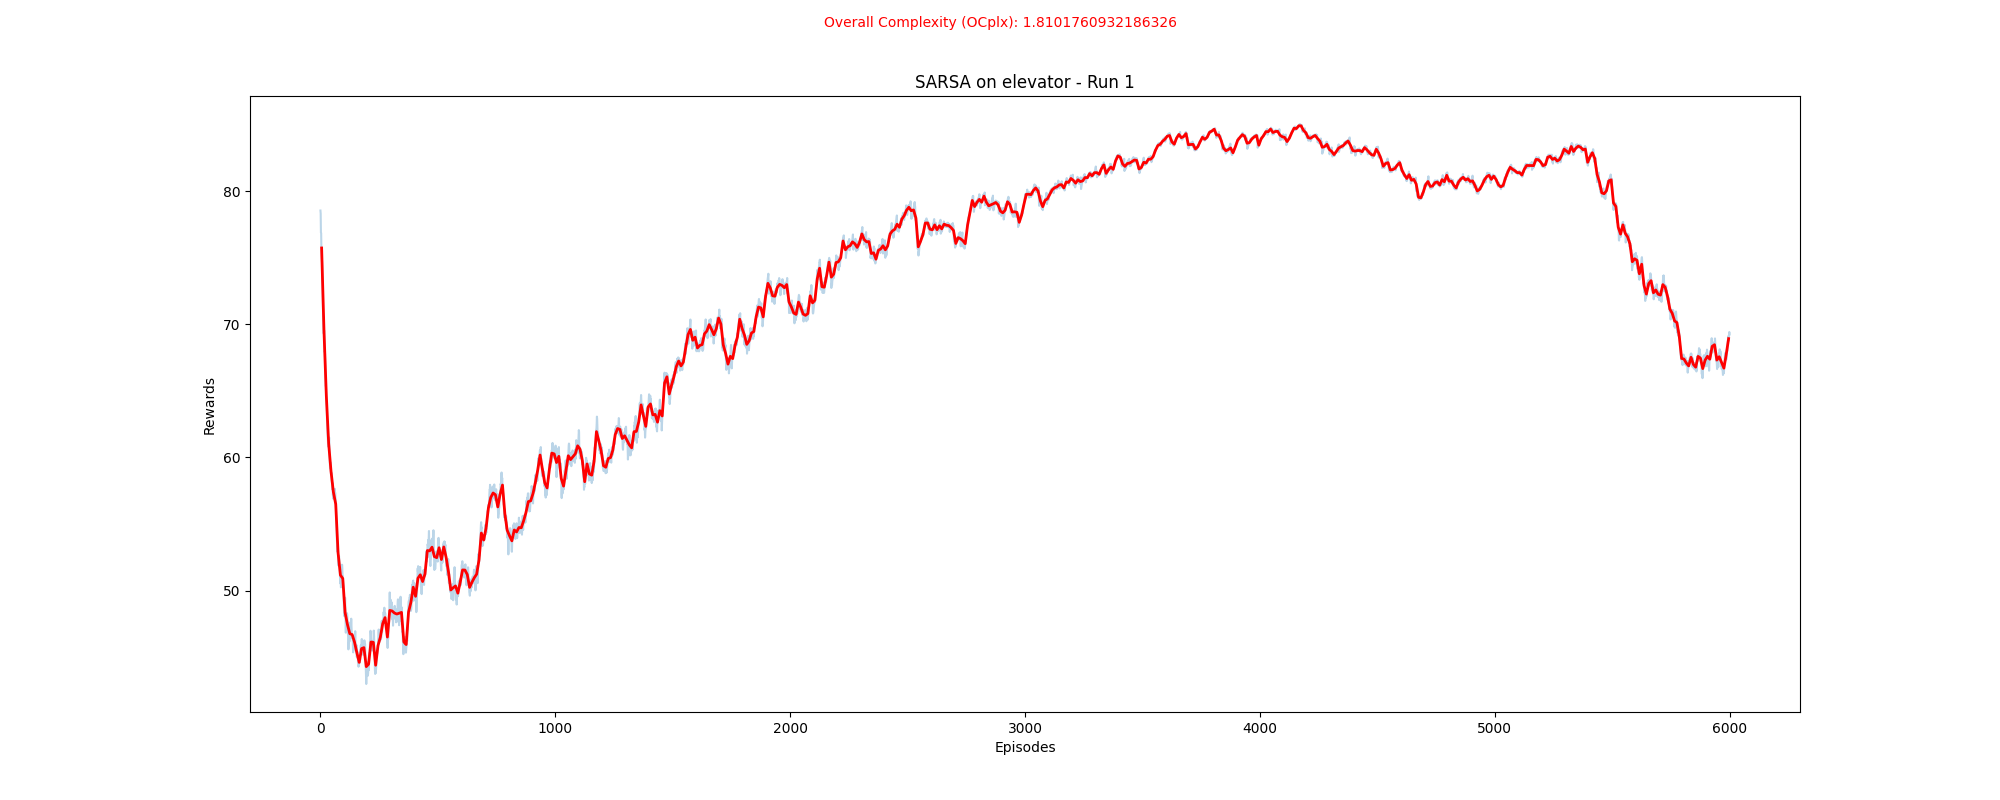 Overall Complexity (OCplx): 1.8101760932186326
SARSA on elevator - Run 1
Rewards
80
70
60
50
0 1000 2000 3000 4000 5000 6000
Episodes